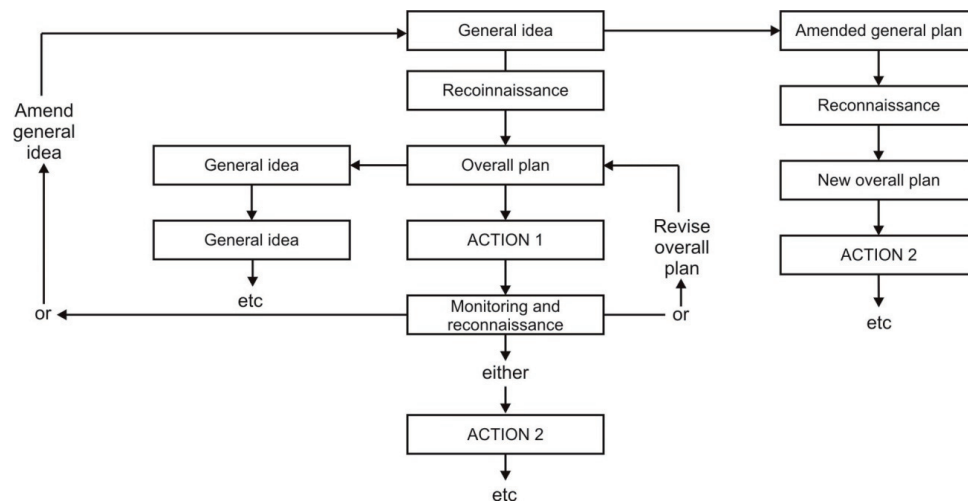 General idea
Amended general plan
Recoinnaissance
Reconnaissance
Amend
general
idea
General idea
Overall plan
New overall plan
General idea
ACTION 1
Revise
overall
plan
ACTION 2
etc
or
Monitoring and
reconnaissance
or
etc
either
ACTION 2
etc